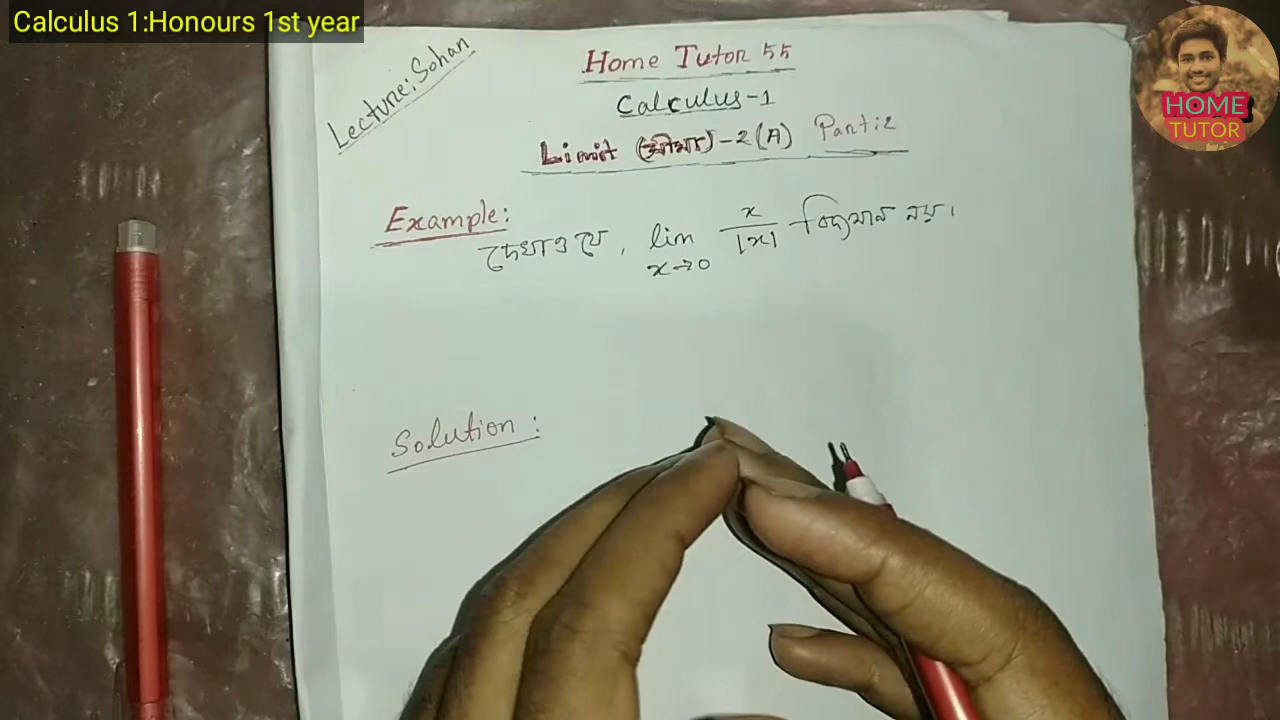 Calculus 1:Honours 1st year
Lecture: Sohan
Home Tutor 55
Calculus-1
Limit (সীমা)-2(A) Part:2
Example:
দেখাও যে, lim x→0 x/|x| বিদ্যমান নয়।
Solution:
HOME
TUTOR